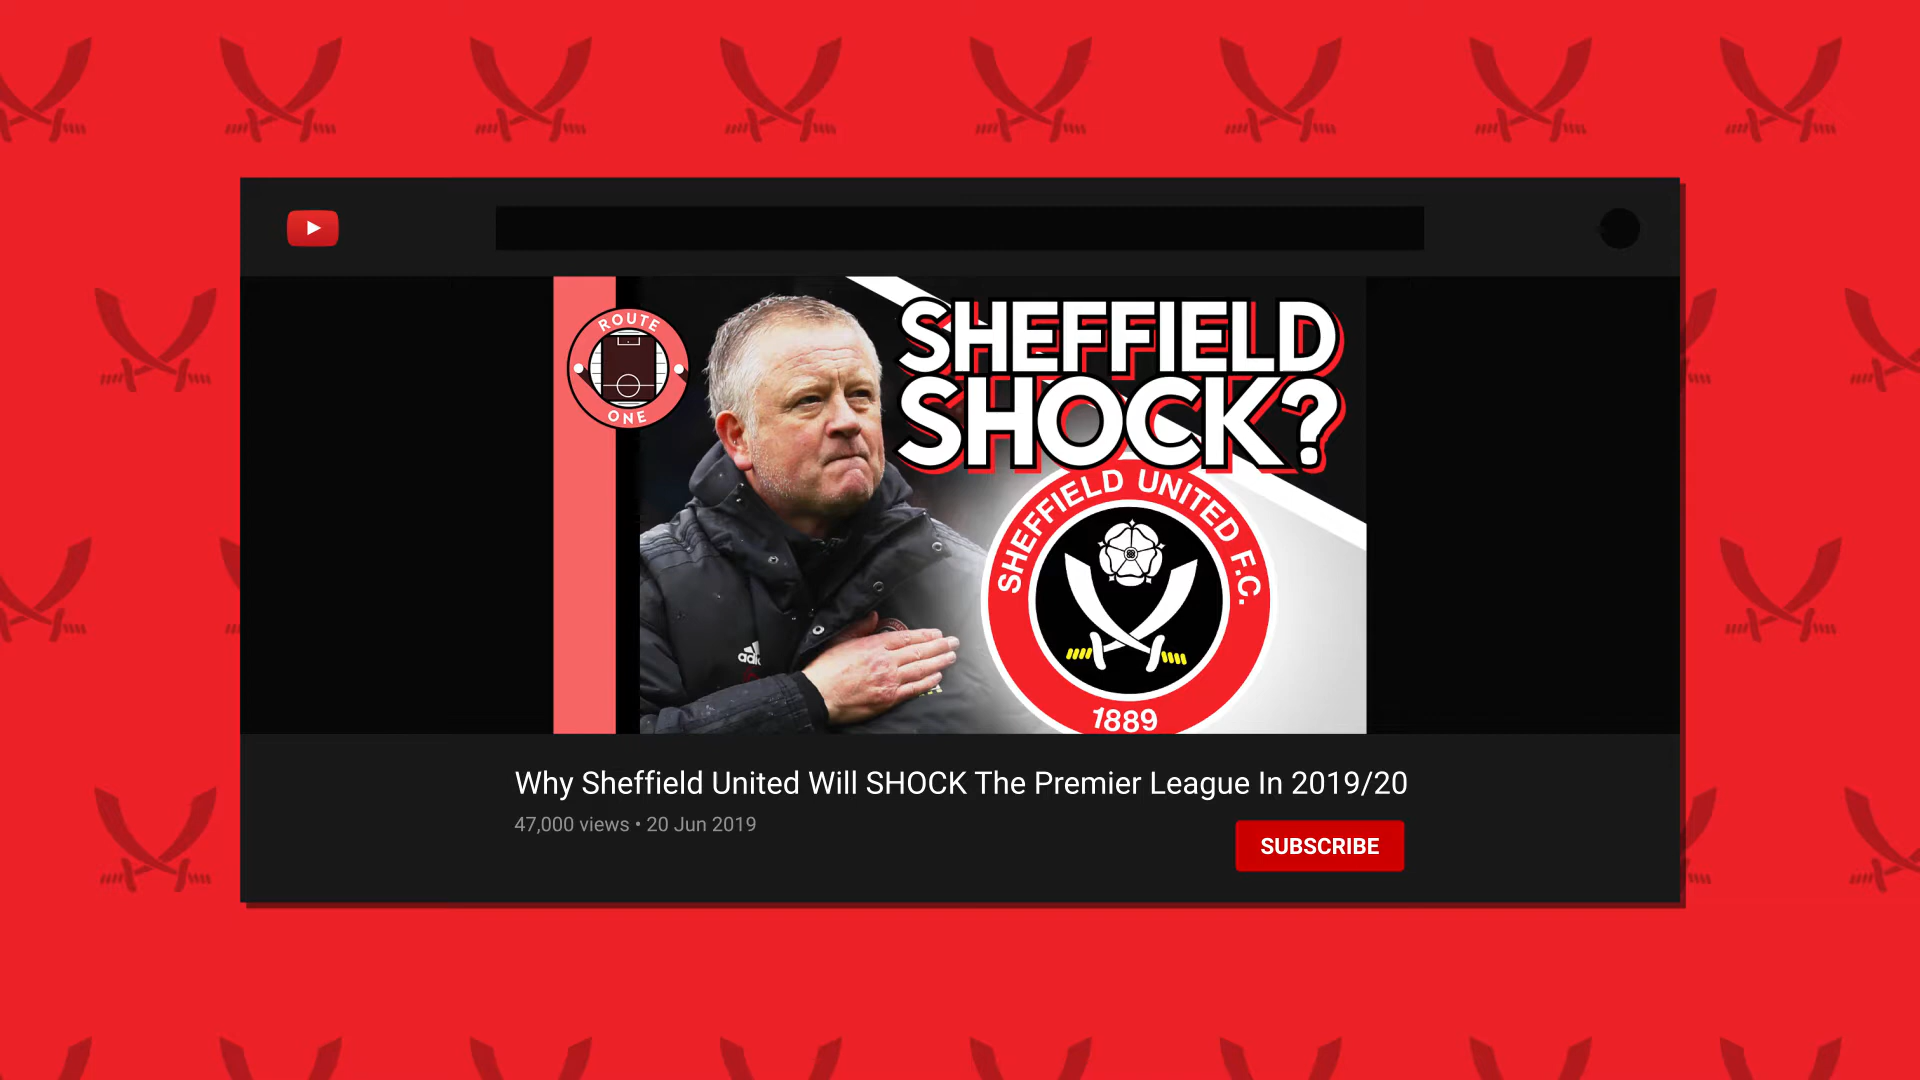 ROUTE
ONE
SHEFFIELD
SHOCK?
SHEFFIELD UNITED F.C.
1889
Why Sheffield United Will SHOCK The Premier League In 2019/20
47,000 views • 20 Jun 2019
SUBSCRIBE